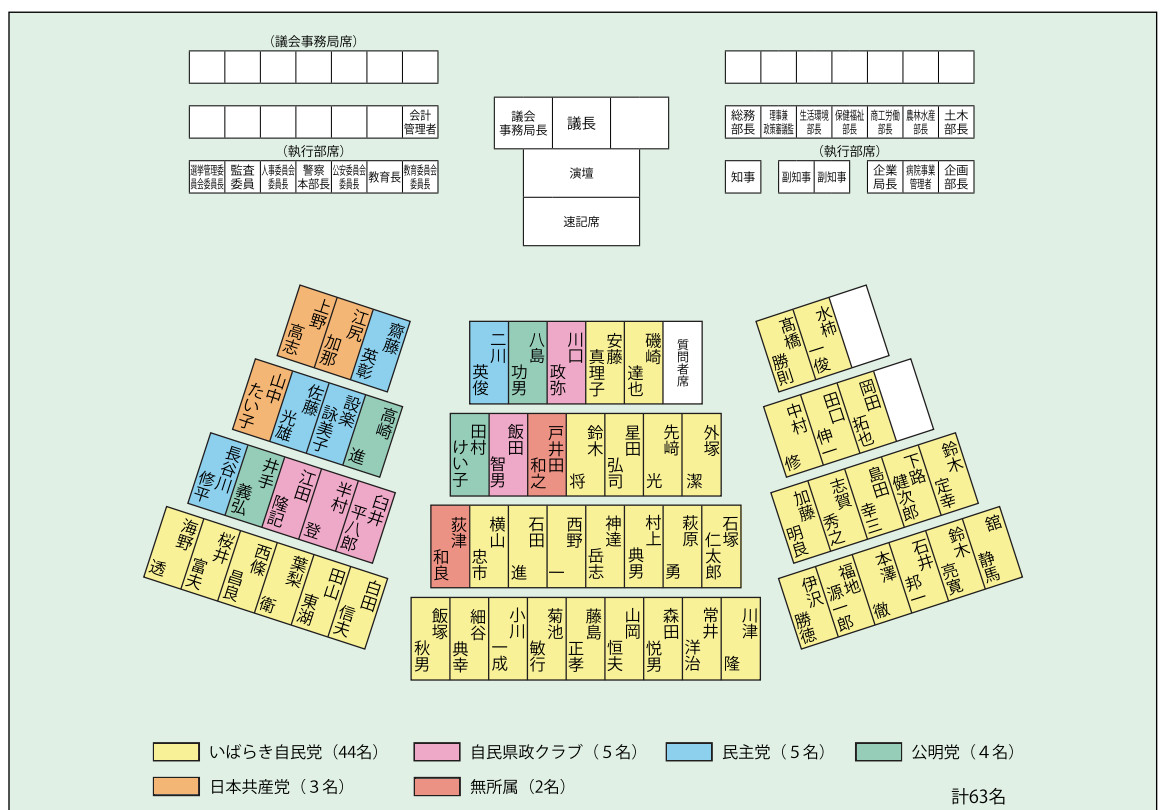 (議会事務局席)
会計管理者
議会事務局長
議長
総務部長
理事兼政策審議監
生活環境部長
保健福祉部長
商工労働部長
農林水産部長
土木部長
(執行部席)
(執行部席)
選挙管理委員会委員長
監査委員
人事委員会委員長
警察本部長
公安委員会委員長
教育長
教育委員会委員長
演壇
知事
副知事
副知事
企業局長
病院事業管理者
企画部長
速記席
上野 高志
江尻 加那
齋藤 英彰
山中 たい子
佐藤 光雄
設楽 詠美子
高崎 進
長谷川 修平
井手 義弘
江田 隆記
半村 登
臼井 平八郎
海野 透
桜井 富夫
西條 昌良
葉梨 衛
田山 東湖
白田 信夫
二川 英俊
八島 功男
川口 政弥
安藤 真理子
磯崎 達也
質問者席
田村 けい子
飯田 智男
戸井田 和之
鈴木 将
星田 弘司
先﨑 光
外塚 潔
荻津 和良
横山 忠市
石田 進
西野 一
神達 岳志
村上 典男
萩原 勇
石塚 仁太郎
飯塚 秋男
細谷 典幸
小川 一成
菊池 敏行
藤島 正孝
山岡 恒夫
森田 悦男
常井 洋治
川津 隆
髙橋 勝則
水柿 一俊
中村 修
田口 伸一
岡田 拓也
加藤 明良
志賀 秀之
島田 幸三
下路 健次郎
鈴木 定幸
伊沢 勝徳
福地 源一郎
本澤 徹
石井 邦一
鈴木 亮寛
舘 静馬
いばらき自民党(44名)
自民県政クラブ(5名)
民主党(5名)
公明党(4名)
日本共産党(3名)
無所属(2名)
計63名